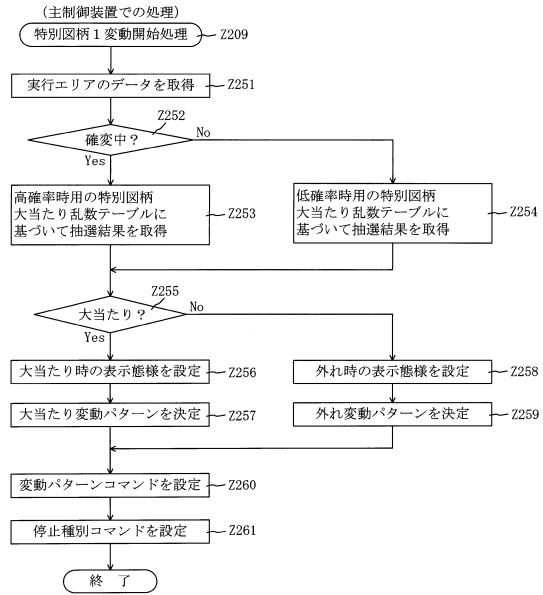 (主制御装置での処理)
特別図柄１変動開始処理
Z209
実行エリアのデータを取得
Z251
Z252
確変中？
No
Yes
高確率時用の特別図柄
大当たり乱数テーブルに
基づいて抽選結果を取得
Z253
低確率時用の特別図柄
大当たり乱数テーブルに
基づいて抽選結果を取得
Z254
Z255
大当たり？
No
Yes
大当たり時の表示態様を設定
Z256
外れ時の表示態様を設定
Z258
大当たり変動パターンを決定
Z257
外れ変動パターンを決定
Z259
変動パターンコマンドを設定
Z260
停止種別コマンドを設定
Z261
終　了